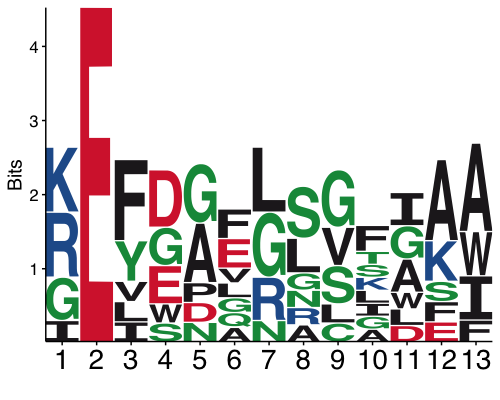 Bits
4
3
2
1
K R G I
E
F Y V L I
D G E W S
G A P D N
F E V L G Q A
L G R N
S L G N R A
G V S L C
F T S K L I G A
I G A W L D
A K S F E
A W I F
1 2 3 4 5 6 7 8 9 10 11 12 13